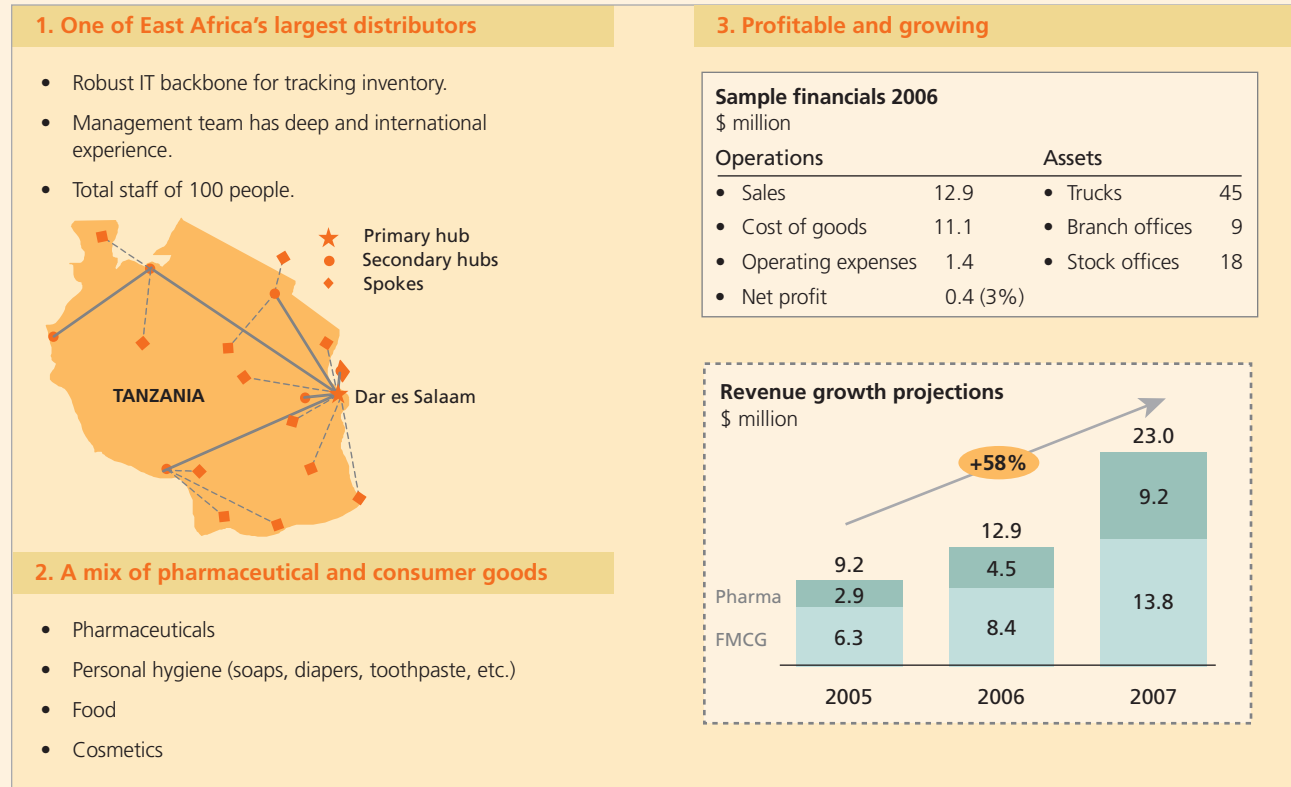 1. One of East Africa's largest distributors
• Robust IT backbone for tracking inventory.
• Management team has deep and international
experience.
• Total staff of 100 people.
Primary hub
Secondary hubs
Spokes
TANZANIA
Dar es Salaam
2. A mix of pharmaceutical and consumer goods
• Pharmaceuticals
• Personal hygiene (soaps, diapers, toothpaste, etc.)
• Food
• Cosmetics
3. Profitable and growing
Sample financials 2006
$ million
Operations Assets
• Sales 12.9 • Trucks 45
• Cost of goods 11.1 • Branch offices 9
• Operating expenses 1.4 • Stock offices 18
• Net profit 0.4 (3%)
Revenue growth projections
$ million
+58%
23.0
9.2
12.9
9.2 4.5
Pharma 2.9 13.8
FMCG 6.3 8.4
2005 2006 2007